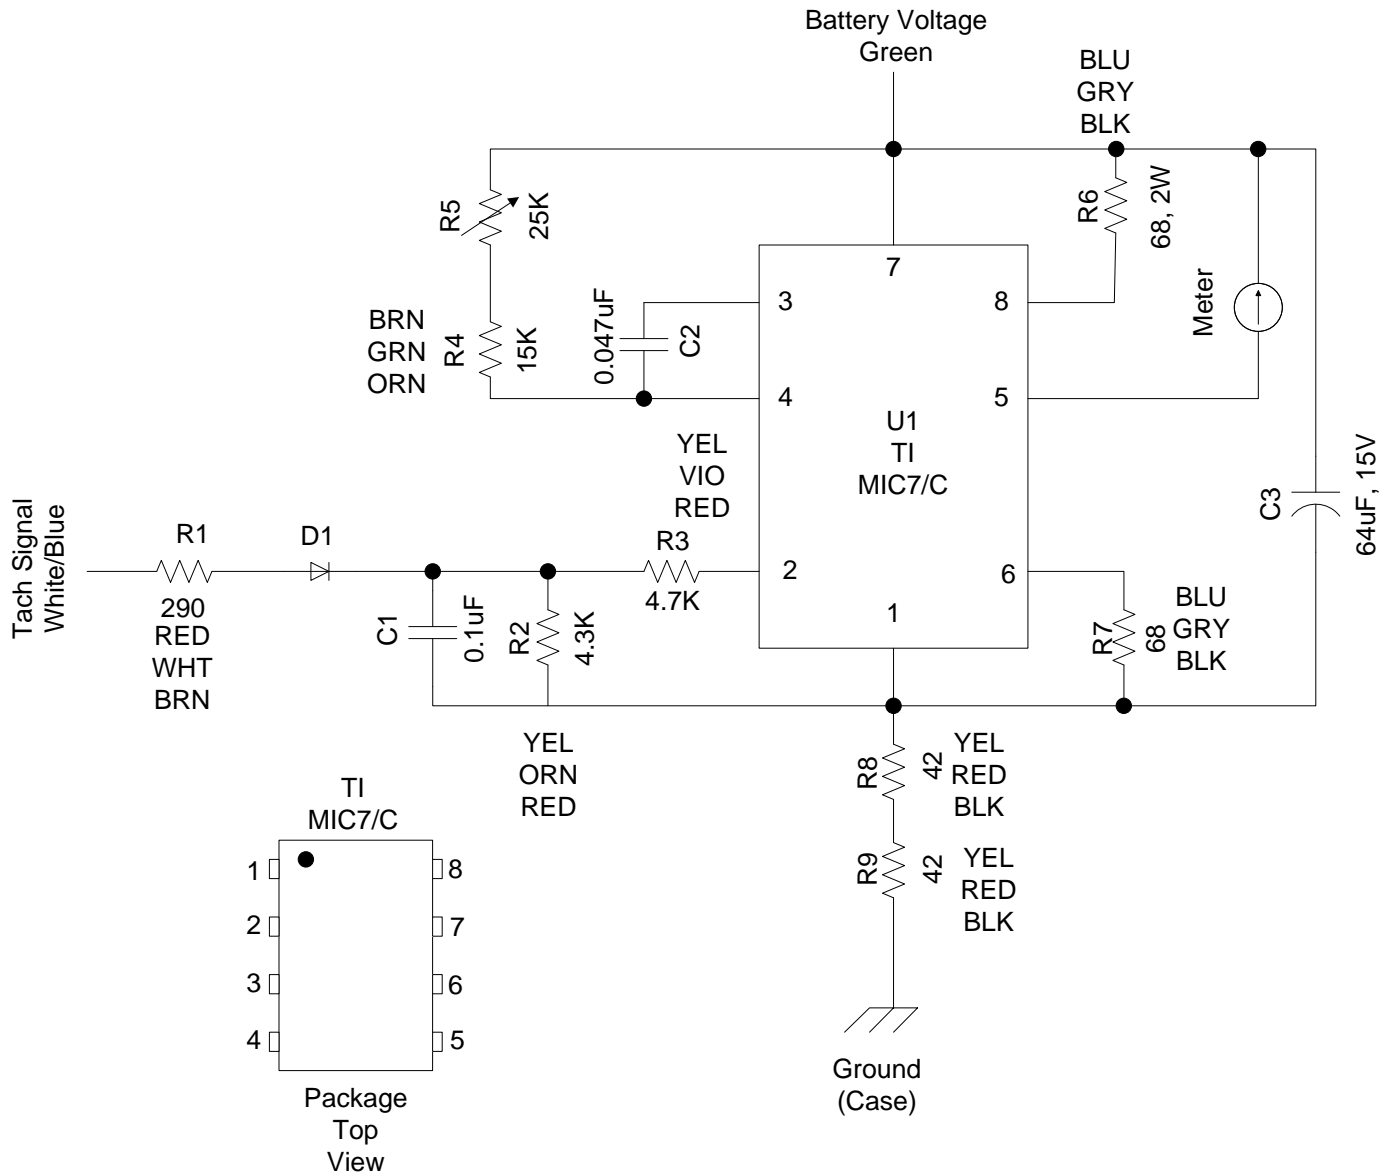 Battery Voltage
Green
BLU
GRY
BLK
R5
25K
R6
68, 2W
7
3
8
Meter
BRN
GRN
ORN
R4
15K
0.047uF
C2
4
5
U1
TI
MIC7/C
YEL
VIO
RED
C3
64uF, 15V
Tach Signal
White/Blue
R1
D1
R3
2
6
290
RED
WHT
BRN
C1
0.1uF
R2
4.3K
4.7K
1
R7
68
BLU
GRY
BLK
YEL
ORN
RED
R8
42
YEL
RED
BLK
TI
MIC7/C
R9
42
YEL
RED
BLK
1
8
2
7
3
6
4
5
Ground
(Case)
Package
Top
View